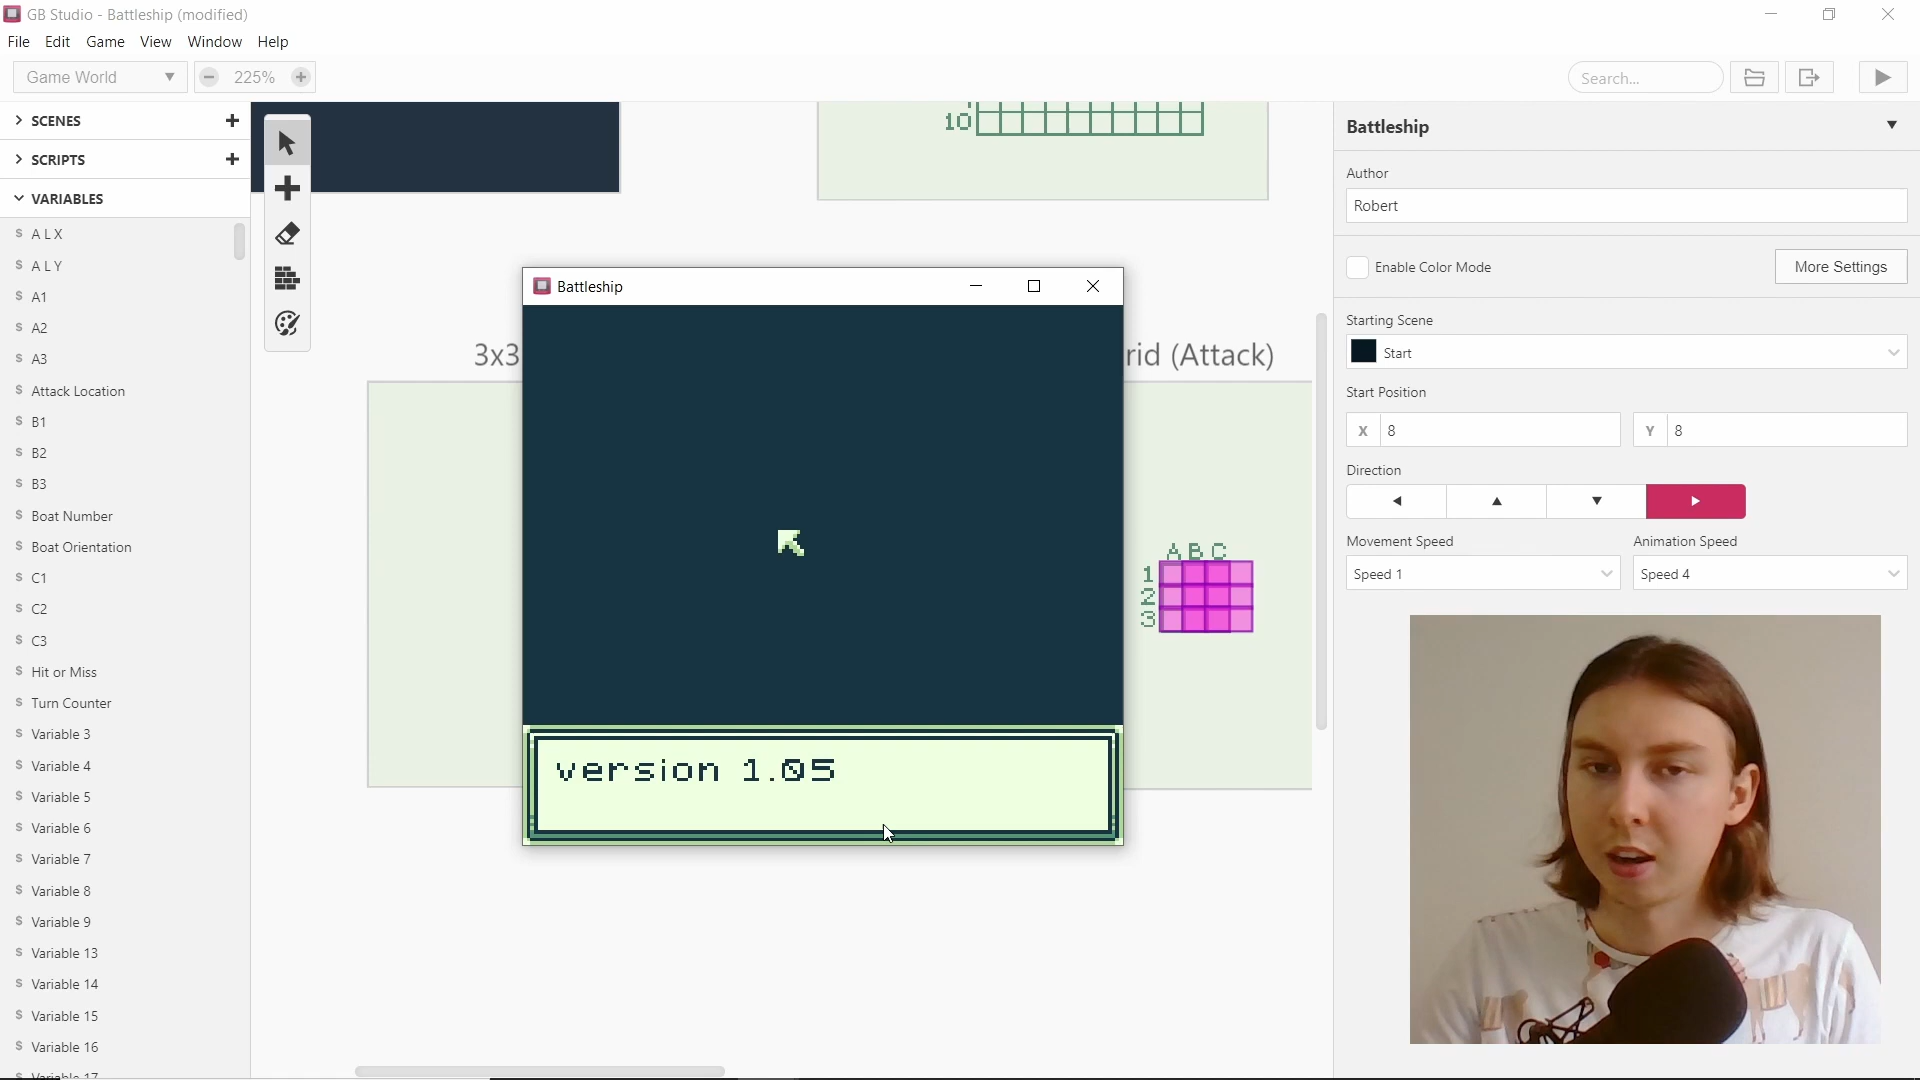 GB Studio - Battleship (modified)
File Edit Game View Window Help
Game World
225%
Search...
SCENES
SCRIPTS
VARIABLES
$ A L X
$ A L Y
$ A1
$ A2
$ A3
$ Attack Location
$ B1
$ B2
$ B3
$ Boat Number
$ Boat Orientation
$ C1
$ C2
$ C3
$ Hit or Miss
$ Turn Counter
$ Variable 3
$ Variable 4
$ Variable 5
$ Variable 6
$ Variable 7
$ Variable 8
$ Variable 9
$ Variable 13
$ Variable 14
$ Variable 15
$ Variable 16
$ Variable 17
10
3x3
rid (Attack)
A B C
1
2
3
Battleship
version 1.05
Battleship
Author
Robert
Enable Color Mode
More Settings
Starting Scene
Start
Start Position
X 8
Y 8
Direction
Movement Speed
Animation Speed
Speed 1
Speed 4